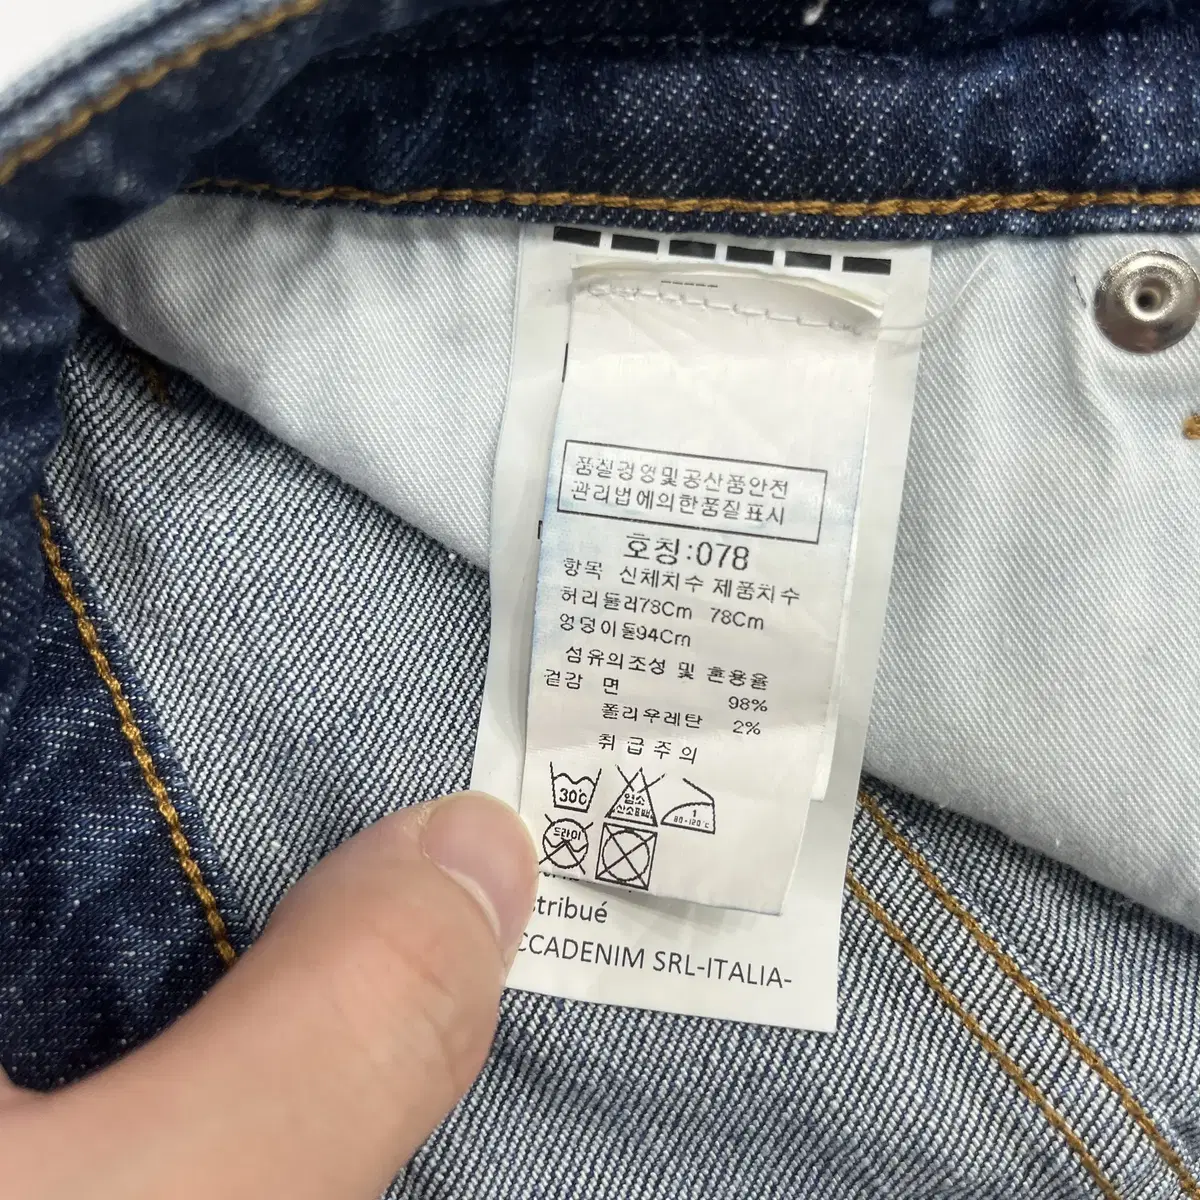 품질경영및공산품안전
관리법에의한품질표시
호칭:078
항목 신체치수 제품치수
허리둘레78Cm 78Cm
엉덩이둘94Cm
섬유의조성 및 혼용율
겉감 면 98%
폴리우레탄 2%
취급주의
30℃
염소
산소표백
1
80-120℃
드라이
stribué
CCADENIM SRL-ITALIA-